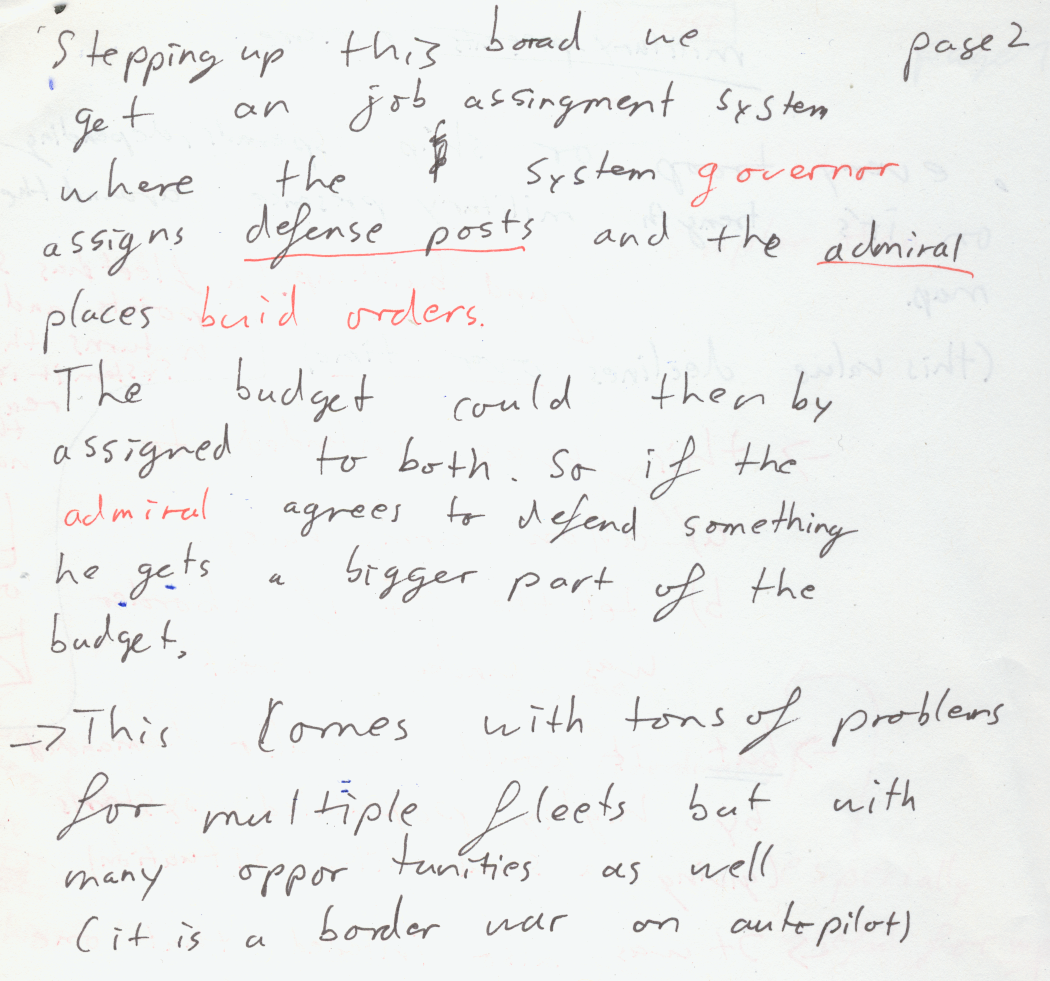 Stepping up this borad we page 2
get an job assingment system
where the system governor
assigns defense posts and the admiral
places buid orders.
The budget could then by
assigned to both. So if the
admiral agrees to defend something
he gets a bigger part of the
budget,
→ This Comes with tons of problems
for multiple fleets but with
many opportunities as well
(it is a border war on autopilot)